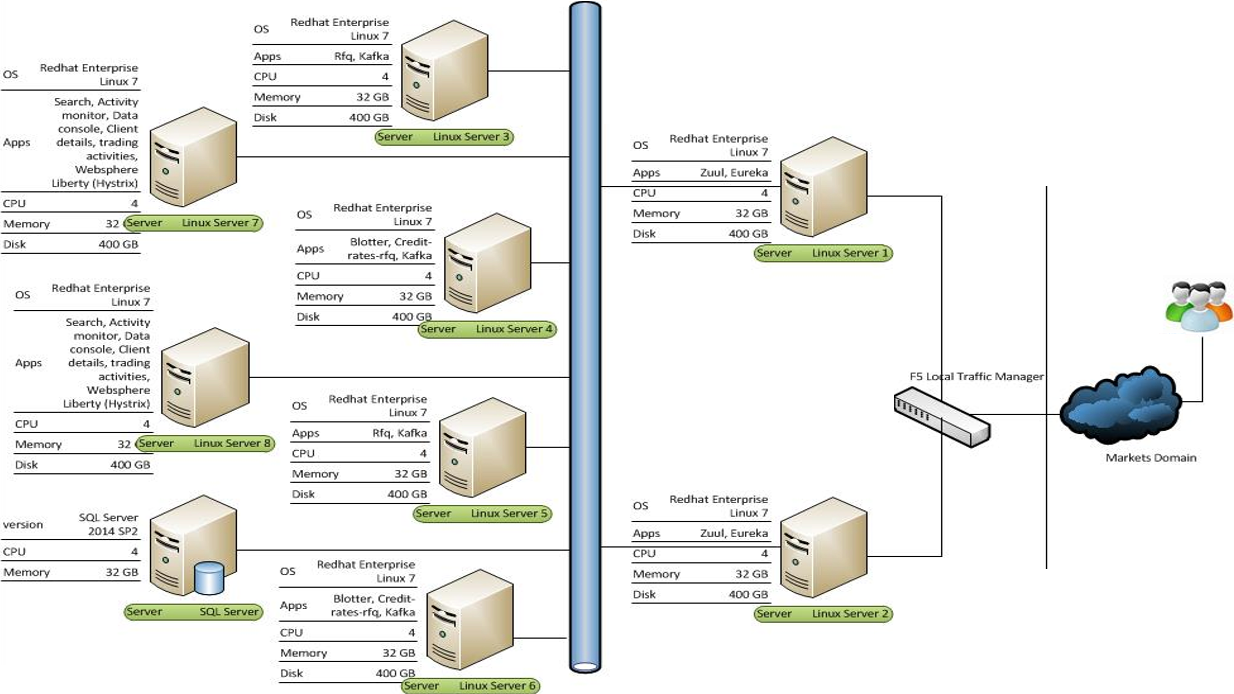 OS Redhat Enterprise
Linux 7
Apps Rfq, Kafka
CPU 4
Memory 32 GB
Disk 400 GB
Server Linux Server 3
OS Redhat Enterprise
Linux 7
Apps Search, Activity
monitor, Data
console, Client
details, trading
activities,
Websphere
Liberty (Hystrix)
CPU 4
Memory 32
Disk 400 GB
Server Linux Server 7
OS Redhat Enterprise
Linux 7
Apps Blotter, Credit-
rates-rfq, Kafka
CPU 4
Memory 32 GB
Disk 400 GB
Server Linux Server 4
OS Redhat Enterprise
Linux 7
Apps Search, Activity
monitor, Data
console, Client
details, trading
activities,
Websphere
Liberty (Hystrix)
CPU 4
Memory 32
Disk 400 GB
Server Linux Server 8
OS Redhat Enterprise
Linux 7
Apps Rfq, Kafka
CPU 4
Memory 32 GB
Disk 400 GB
Server Linux Server 5
version SQL Server
2014 SP2
CPU 4
Memory 32 GB
Server SQL Server
OS Redhat Enterprise
Linux 7
Apps Blotter, Credit-
rates-rfq, Kafka
CPU 4
Memory 32 GB
Disk 400 GB
Server Linux Server 6
OS Redhat Enterprise
Linux 7
Apps Zuul, Eureka
CPU 4
Memory 32 GB
Disk 400 GB
Server Linux Server 1
OS Redhat Enterprise
Linux 7
Apps Zuul, Eureka
CPU 4
Memory 32 GB
Disk 400 GB
Server Linux Server 2
F5 Local Traffic Manager
Markets Domain